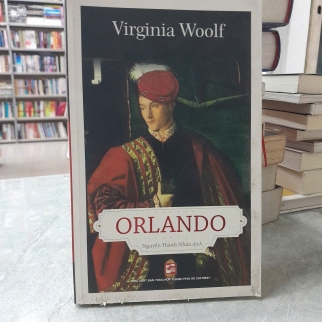 Virginia Woolf
ORLANDO
Nguyễn Thành Nhân dịch